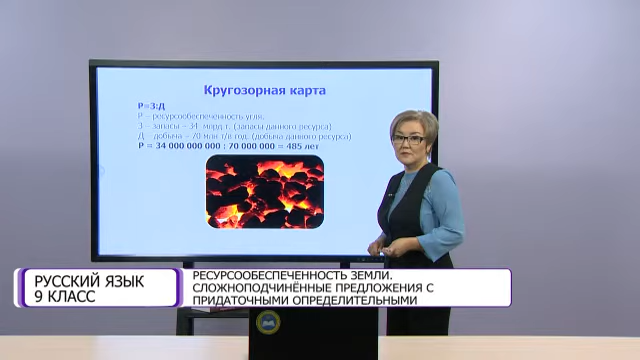 Кругозорная карта
Р=З:Д
Р – ресурсообеспеченность угля.
З – запасы – 34 млрд т. (запасы данного ресурса)
Д – добыча – 70 млн т/в год. (добыча данного ресурса)
Р = 34 000 000 000 : 70 000 000 = 485 лет
РУССКИЙ ЯЗЫК
9 КЛАСС
РЕСУРСООБЕСПЕЧЕННОСТЬ ЗЕМЛИ.
СЛОЖНОПОДЧИНЁННЫЕ ПРЕДЛОЖЕНИЯ С
ПРИДАТОЧНЫМИ ОПРЕДЕЛИТЕЛЬНЫМИ